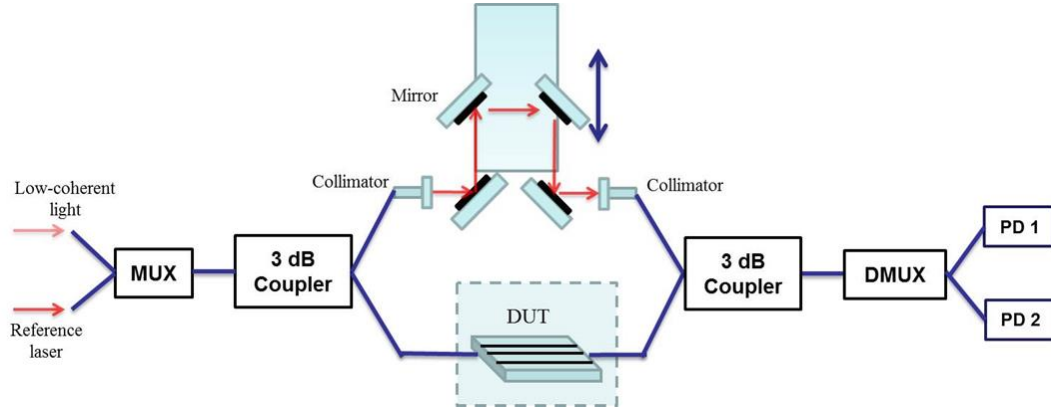 Mirror
Collimator
Collimator
Low-coherent
light
MUX
3 dB
Coupler
3 dB
Coupler
DMUX
PD 1
PD 2
Reference
laser
DUT